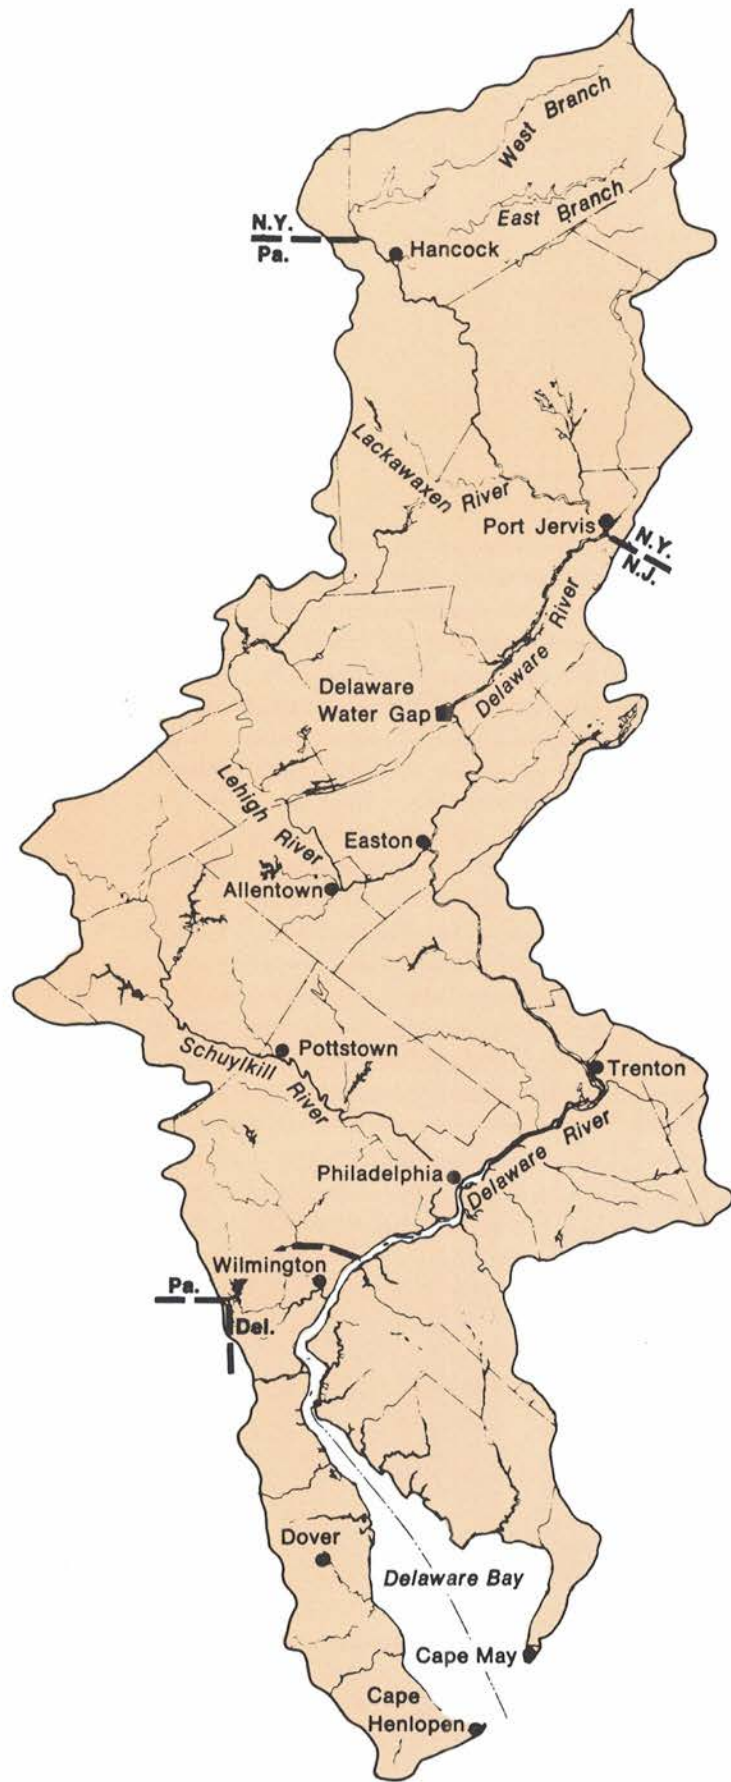 West Branch
East Branch
N.Y.
Pa.
Hancock
Lackawaxen River
Port Jervis
N.Y.
N.J.
Delaware River
Delaware
Water Gap
Lehigh River
Easton
Allentown
Schuylkill River
Pottstown
Trenton
Delaware River
Philadelphia
Wilmington
Pa.
Del.
Dover
Delaware Bay
Cape May
Cape
Henlopen